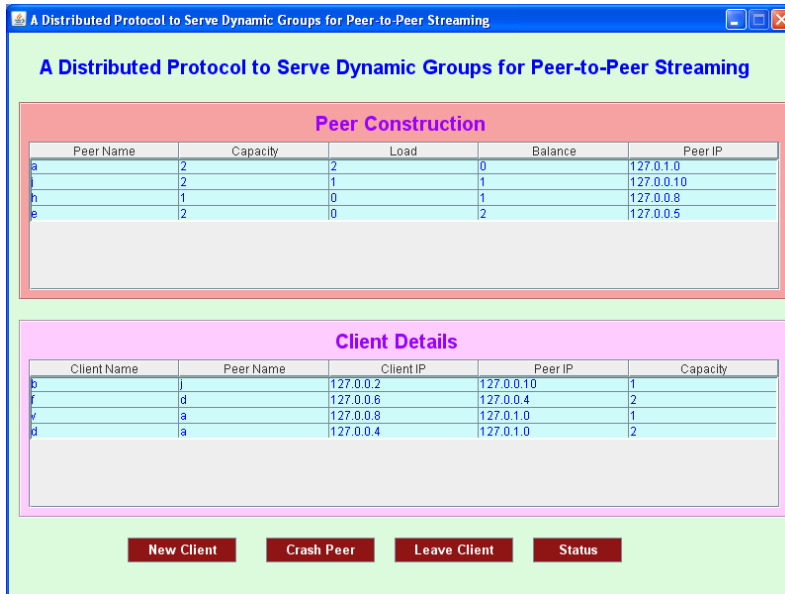 A Distributed Protocol to Serve Dynamic Groups for Peer-to-Peer Streaming
A Distributed Protocol to Serve Dynamic Groups for Peer-to-Peer Streaming
Peer Construction
Peer Name Capacity Load Balance Peer IP
a 2 2 0 127.0.1.0
j 2 1 1 127.0.0.10
h 1 0 1 127.0.0.8
e 2 0 2 127.0.0.5
Client Details
Client Name Peer Name Client IP Peer IP Capacity
b j 127.0.0.2 127.0.0.10 1
f d 127.0.0.6 127.0.0.4 2
v a 127.0.0.8 127.0.1.0 1
d a 127.0.0.4 127.0.1.0 2
New Client Crash Peer Leave Client Status